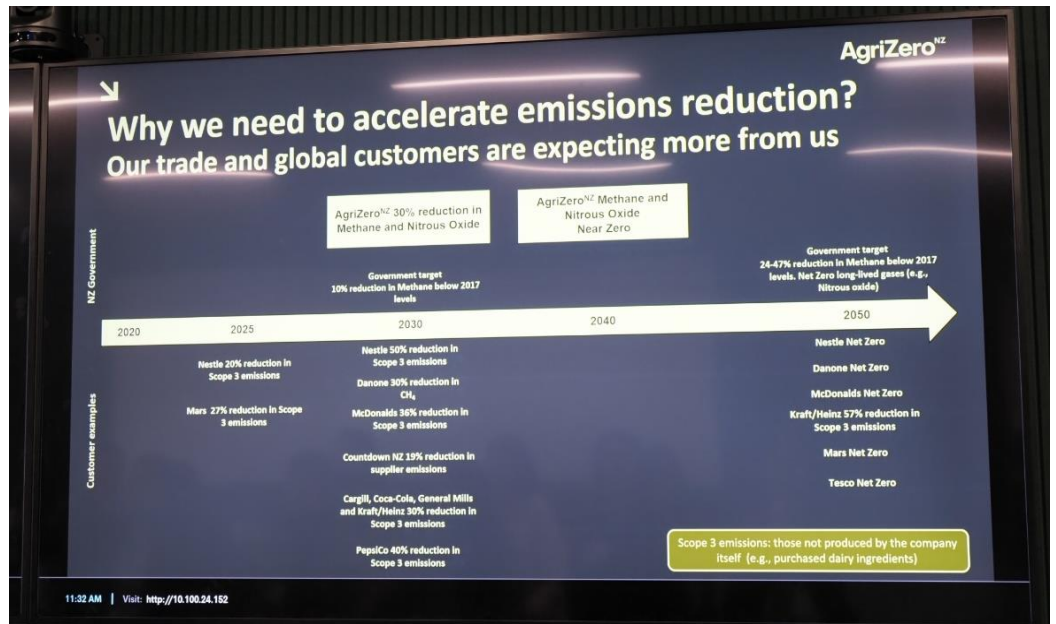 AgriZeroNZ
Why we need to accelerate emissions reduction?
Our trade and global customers are expecting more from us
NZ Government
AgriZeroNZ 30% reduction in
Methane and Nitrous Oxide
AgriZeroNZ Methane and
Nitrous Oxide
Near Zero
Government target
10% reduction in Methane below 2017
levels
Government target
24-47% reduction in Methane below 2017
levels. Net Zero long-lived gases (e.g.,
Nitrous oxide)
2020
2025
2030
2040
2050
Customer examples
Nestle 20% reduction in
Scope 3 emissions
Mars 27% reduction in Scope
3 emissions
Nestle 50% reduction in
Scope 3 emissions
Danone 30% reduction in
CH₄
McDonalds 36% reduction in
Scope 3 emissions
Countdown NZ 19% reduction in
supplier emissions
Cargill, Coca-Cola, General Mills
and Kraft/Heinz 30% reduction in
Scope 3 emissions
PepsiCo 40% reduction in
Scope 3 emissions
Nestle Net Zero
Danone Net Zero
McDonalds Net Zero
Kraft/Heinz 57% reduction in
Scope 3 emissions
Mars Net Zero
Tesco Net Zero
Scope 3 emissions: those not produced by the company
itself (e.g., purchased dairy ingredients)
11:32 AM | Visit: http://10.100.24.152